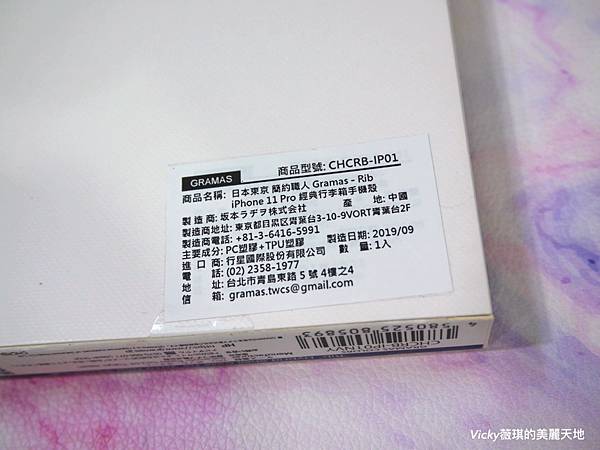 GRAMAS 商品型號: CHCRB-IP01
商品名稱: 日本東京 簡約職人 Gramas - Rib
iPhone 11 Pro 經典行李箱手機殼
製造商: 坂本ラヂヲ株式会社 產 地: 中國
製造商地址: 東京都目黒区青葉台3-10-9VORT青葉台2F
製造商電話: +81-3-6416-5991
主要成分: PC塑膠+TPU塑膠 製造日期: 2019/09
進口商: 行星國際股份有限公司 數 量: 1入
電 話: (02) 2358-1977
地 址: 台北市青島東路 5 號 4樓之4
信 箱: gramas.twcs@gmail.com
4 580525 805893
CHCRB-IP01NVY
Vicky薇琪的美麗天地